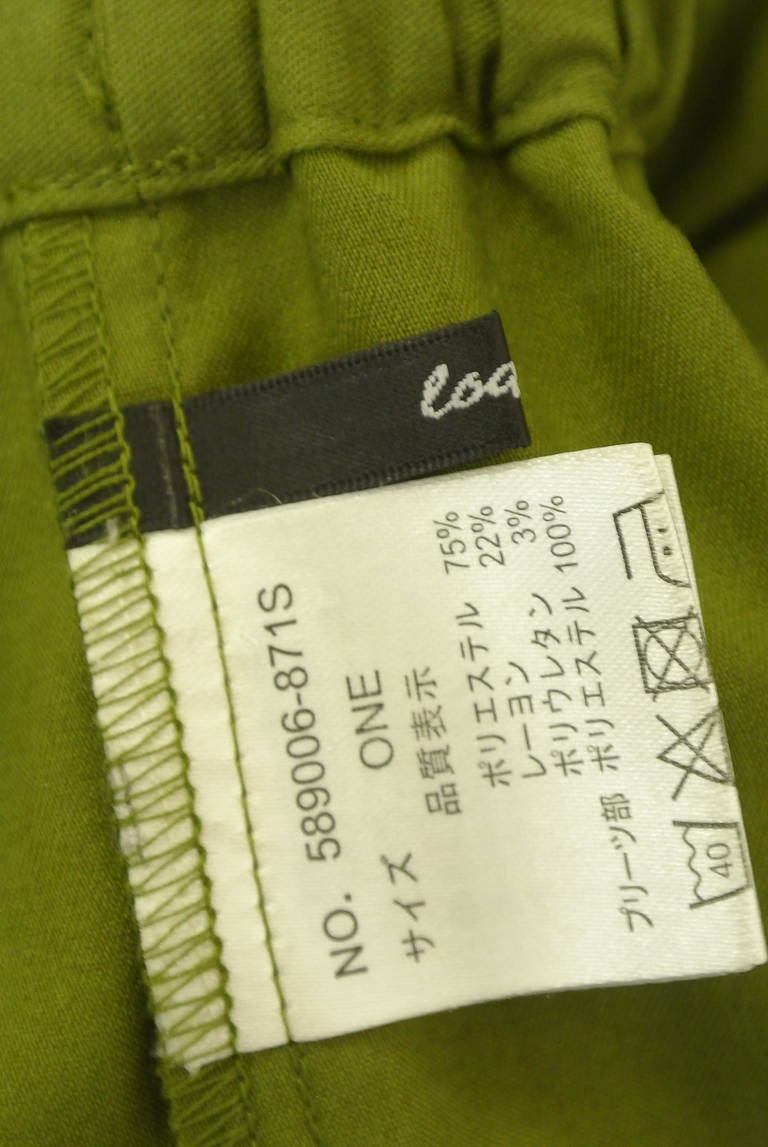 NO. 589006-871S
サイズ ONE
品質表示
ポリエステル 75%
レーヨン 22%
ポリウレタン 3%
プリーツ部 ポリエステル 100%
40